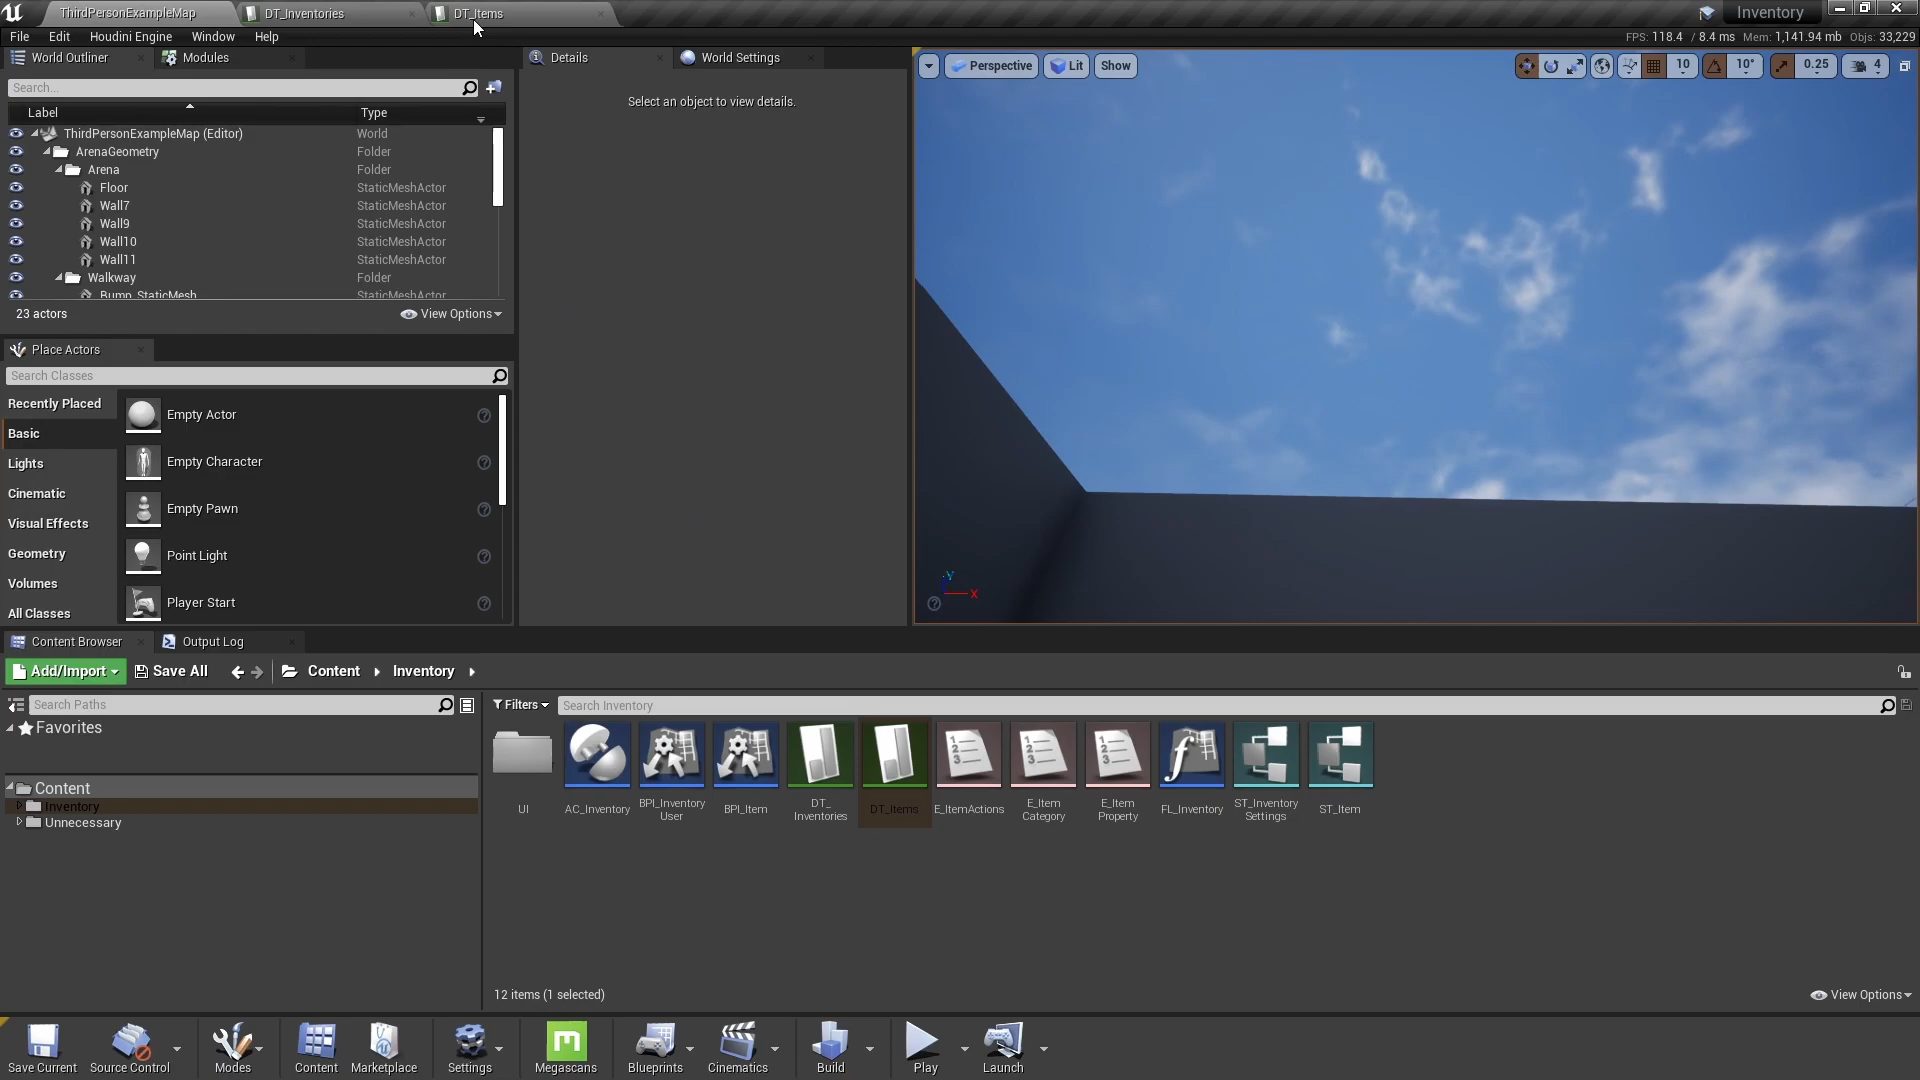 ThirdPersonExampleMap DT_Inventories DT_Items Inventory
File Edit Houdini Engine Window Help FPS: 118.4 / 8.4 ms Mem: 1,141.94 mb Objs: 33,229
World Outliner Modules Details World Settings
Perspective Lit Show 10 10° 0.25 4
Search...
Select an object to view details.
Label Type
ThirdPersonExampleMap (Editor) World
ArenaGeometry Folder
Arena Folder
Floor StaticMeshActor
Wall7 StaticMeshActor
Wall9 StaticMeshActor
Wall10 StaticMeshActor
Wall11 StaticMeshActor
Walkway Folder
Bump_StaticMesh StaticMeshActor
23 actors View Options
Place Actors
Search Classes
Recently Placed
Basic
Lights
Cinematic
Visual Effects
Geometry
Volumes
All Classes
Empty Actor
Empty Character
Empty Pawn
Point Light
Player Start
Y
X
Content Browser Output Log
Add/Import Save All Content Inventory
Search Paths
Filters Search Inventory
Favorites
Content
Inventory
Unnecessary
UI
AC_Inventory
BPI_Inventory
User
BPI_Item
DT_
Inventories
DT_Items
E_ItemActions
E_Item
Category
E_Item
Property
FL_Inventory
ST_Inventory
Settings
ST_Item
12 items (1 selected) View Options
Save Current Source Control Modes Content Marketplace Settings Megascans Blueprints Cinematics Build Play Launch